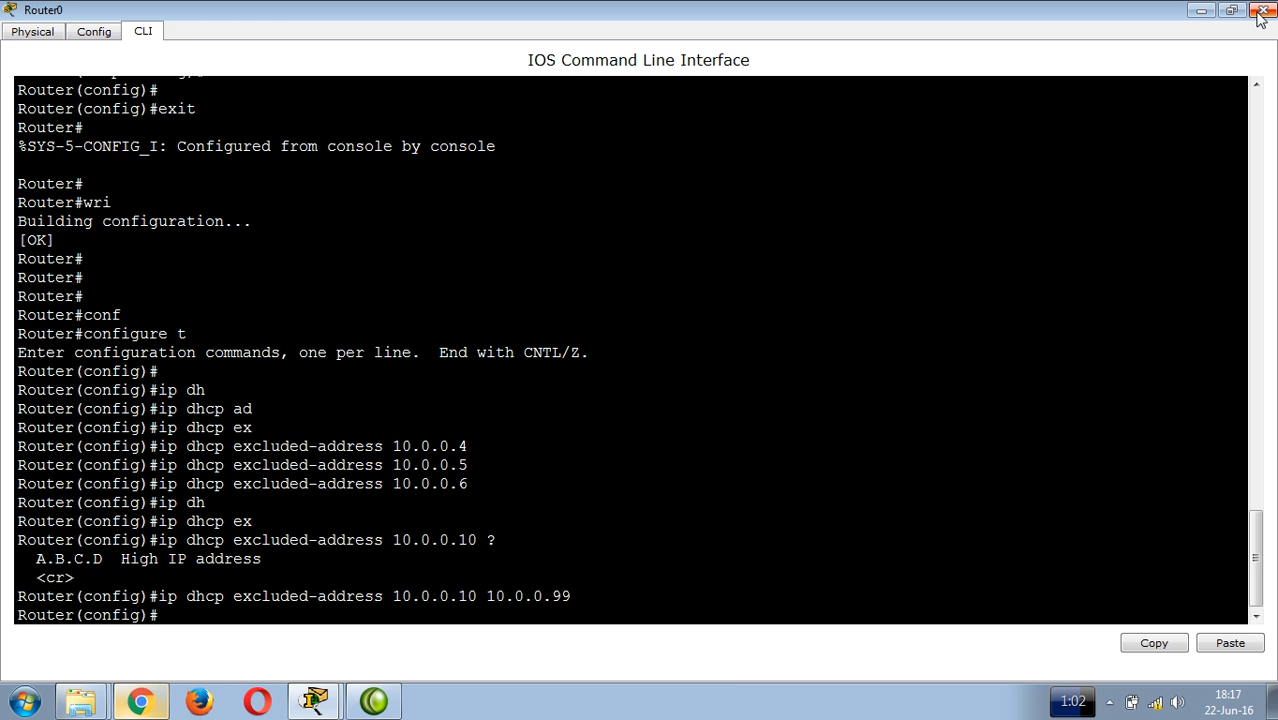 Router0
Physical
Config
CLI
IOS Command Line Interface
Router(config)#
Router(config)#exit
Router#
%SYS-5-CONFIG_I: Configured from console by console
Router#
Router#wri
Building configuration...
[OK]
Router#
Router#
Router#
Router#conf
Router#configure t
Enter configuration commands, one per line.  End with CNTL/Z.
Router(config)#
Router(config)#ip dh
Router(config)#ip dhcp ad
Router(config)#ip dhcp ex
Router(config)#ip dhcp excluded-address 10.0.0.4
Router(config)#ip dhcp excluded-address 10.0.0.5
Router(config)#ip dhcp excluded-address 10.0.0.6
Router(config)#ip dh
Router(config)#ip dhcp ex
Router(config)#ip dhcp excluded-address 10.0.0.10 ?
A.B.C.D  High IP address
<cr>
Router(config)#ip dhcp excluded-address 10.0.0.10 10.0.0.99
Router(config)#
Copy
Paste
1:02
18:17
22-Jun-16